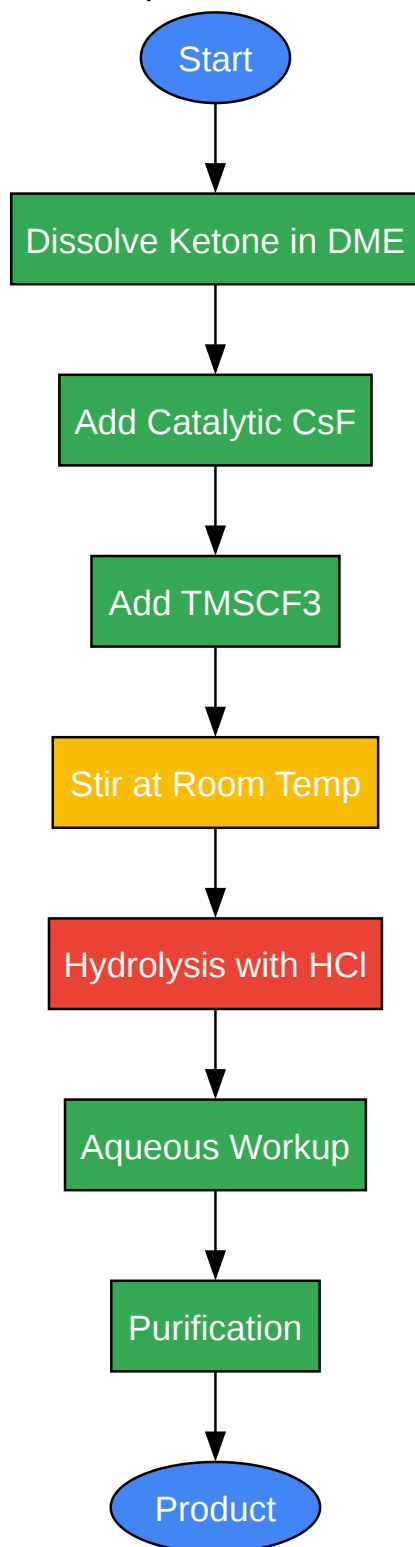 Start
Dissolve Ketone in DME
Add Catalytic CsF
Add TMSCF3
Stir at Room Temp
Hydrolysis with HCl
Aqueous Workup
Purification
Product